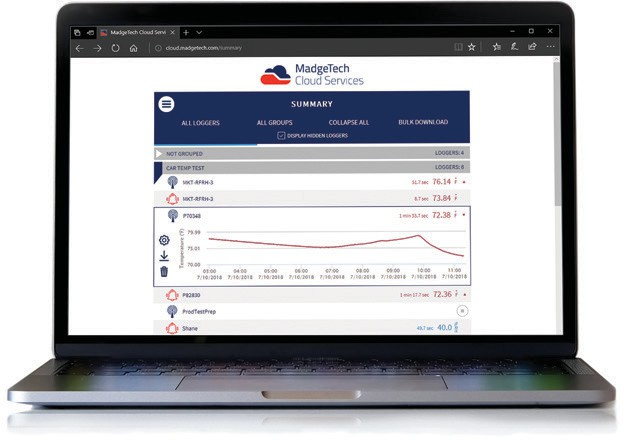 MadgeTech Cloud Servi
cloud.madgetech.com/summary
MadgeTech
Cloud Services
SUMMARY
ALL LOGGERS ALL GROUPS COLLAPSE ALL BULK DOWNLOAD
DISPLAY HIDDEN LOGGERS
NOT GROUPED LOGGERS: 4
CAR TEMP TEST LOGGERS: 6
MKT-RFRH-3 51.7 sec 76.14 °F
MKT-RFRH-3 8.7 sec 73.84 °F
P70340 1 min 33.7 sec 72.38 °F
Temperature (°F)
79.99
75.01
70.00
03:00 04:00 05:00 06:00 07:00 08:00 09:00 10:00 11:00
7/10/2018 7/10/2018 7/10/2018 7/10/2018 7/10/2018 7/10/2018 7/10/2018 7/10/2018 7/10/2018
P82830 1 min 17.7 sec 72.36 °F
ProdTestPrep
Shane 49.7 sec 40.0